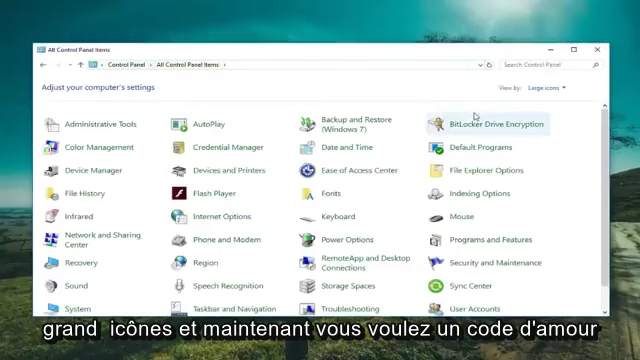 All Control Panel Items
Control Panel > All Control Panel Items >
Search Control Panel
Adjust your computer's settings
View by: Large icons
Administrative Tools
AutoPlay
Backup and Restore
(Windows 7)
BitLocker Drive Encryption
Color Management
Credential Manager
Date and Time
Default Programs
Device Manager
Devices and Printers
Ease of Access Center
File Explorer Options
File History
Flash Player
Fonts
Indexing Options
Infrared
Internet Options
Keyboard
Mouse
Network and Sharing
Center
Phone and Modem
Power Options
Programs and Features
Recovery
Region
RemoteApp and Desktop
Connections
Security and Maintenance
Sound
Speech Recognition
Storage Spaces
Sync Center
System
Taskbar and Navigation
Troubleshooting
User Accounts
grand icônes et maintenant vous voulez un code d'amour